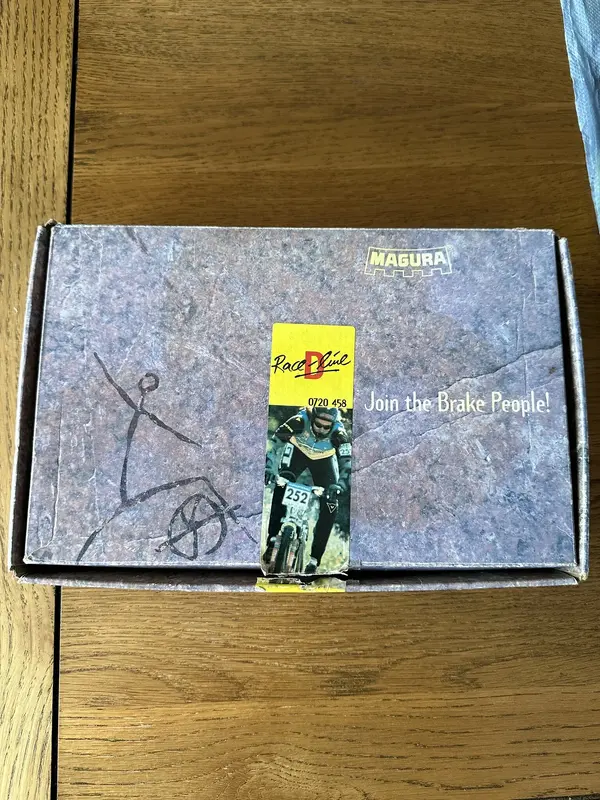 MAGURA
Race D line
0720 458
Join the Brake People!
252